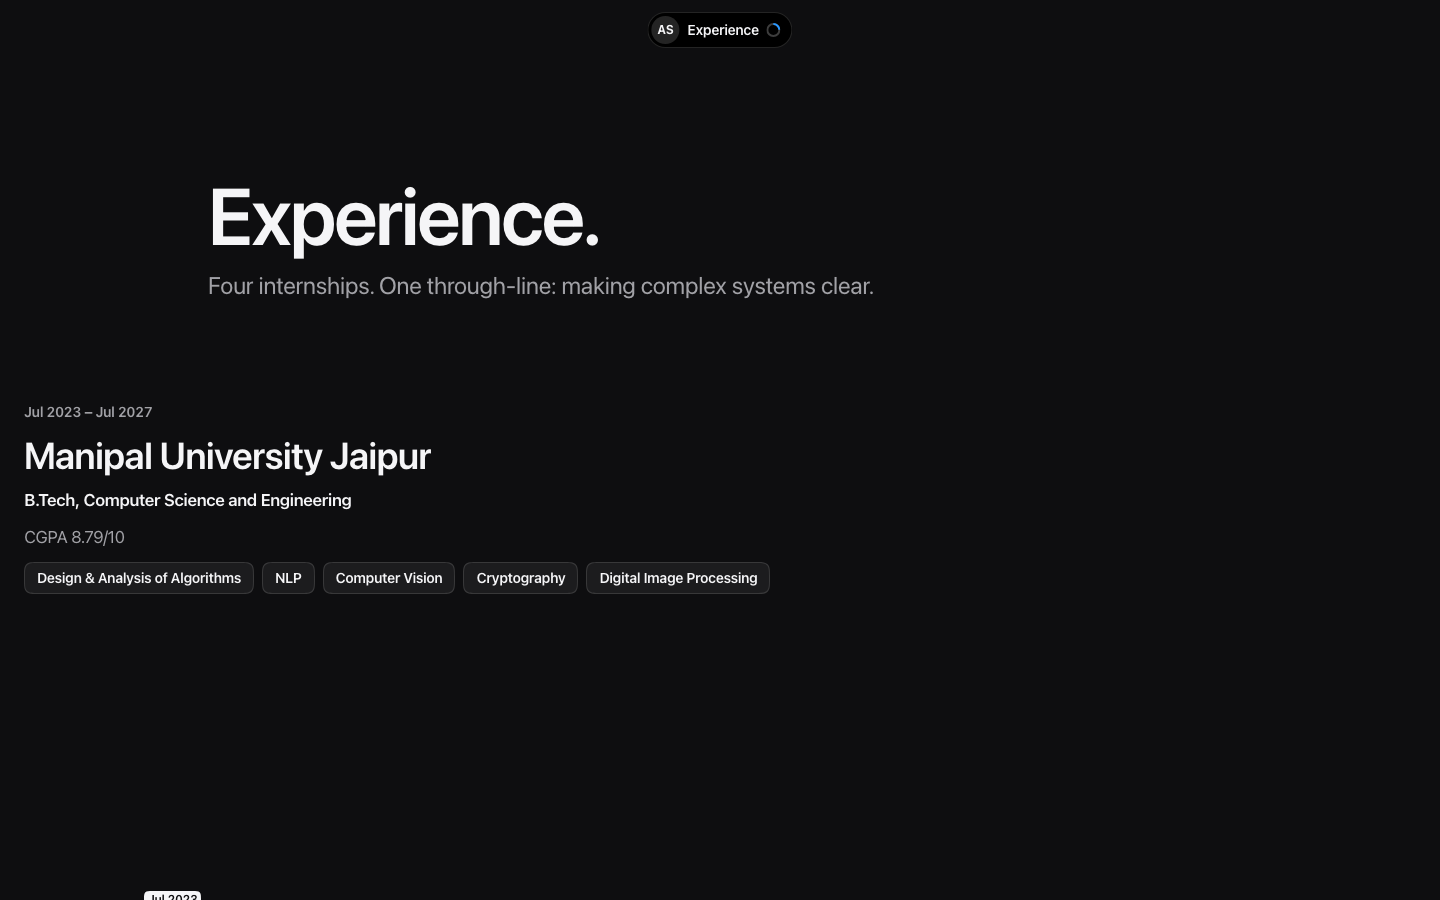 AS Experience
Experience.
Four internships. One through-line: making complex systems clear.
Jul 2023 – Jul 2027
Manipal University Jaipur
B.Tech, Computer Science and Engineering
CGPA 8.79/10
Design & Analysis of Algorithms NLP Computer Vision Cryptography Digital Image Processing
Jul 2023